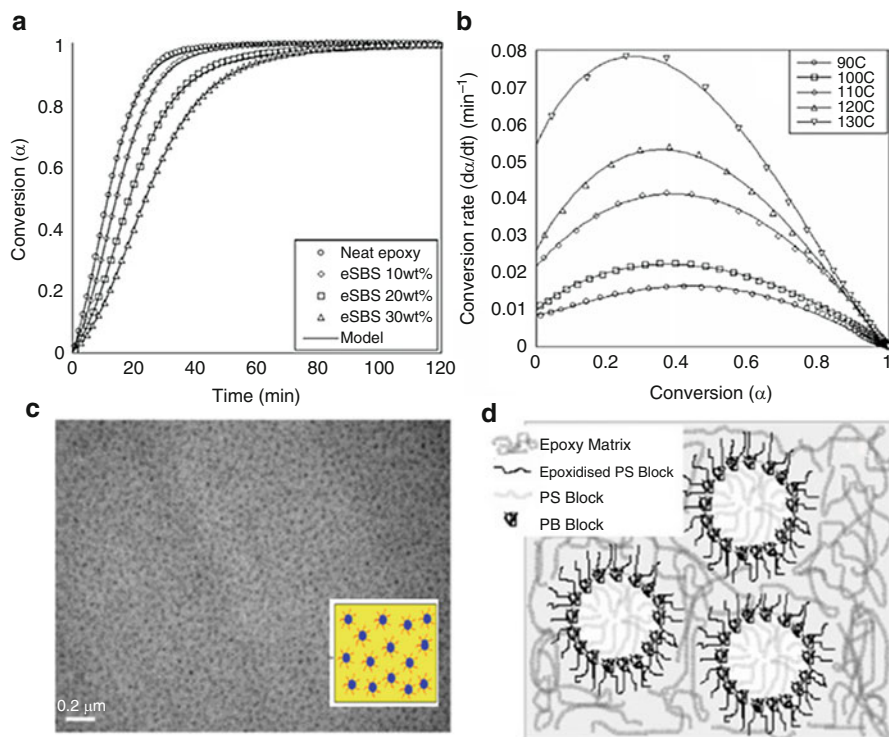 a
1
0.8
0.6
0.4
0.2
0
0 20 40 60 80 100 120
Conversion (α)
Time (min)
Neat epoxy
eSBS 10wt%
eSBS 20wt%
eSBS 30wt%
Model
b
0.08
0.07
0.06
0.05
0.04
0.03
0.02
0.01
0
0 0.2 0.4 0.6 0.8 1
Conversion rate (dα/dt) (min⁻¹)
Conversion (α)
90C
100C
110C
120C
130C
c
0.2 μm
d
Epoxy Matrix
Epoxidised PS Block
PS Block
PB Block